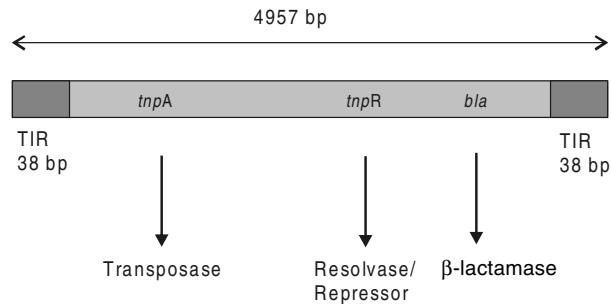 4957 bp
tnpA tnpR bla
TIR
38 bp
TIR
38 bp
Transposase
Resolvase/
Repressor
β-lactamase